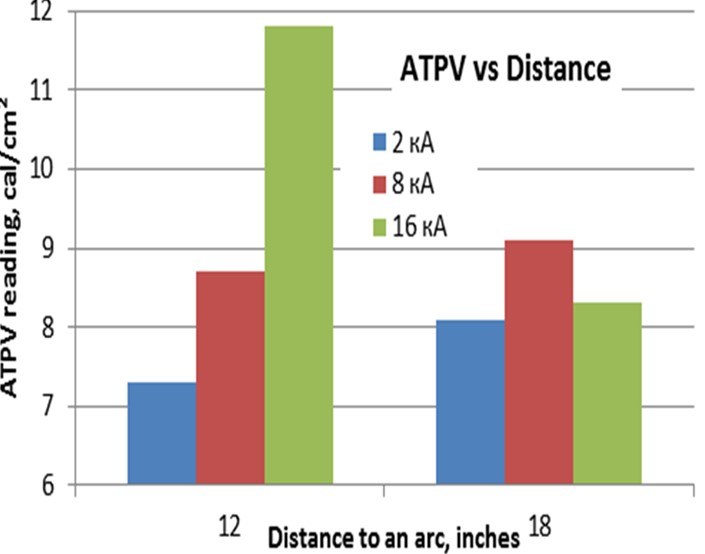 ATPV vs Distance
2 кА
8 кА
16 кА
ATPV reading, cal/cm²
12
11
10
9
8
7
6
12
18
Distance to an arc, inches